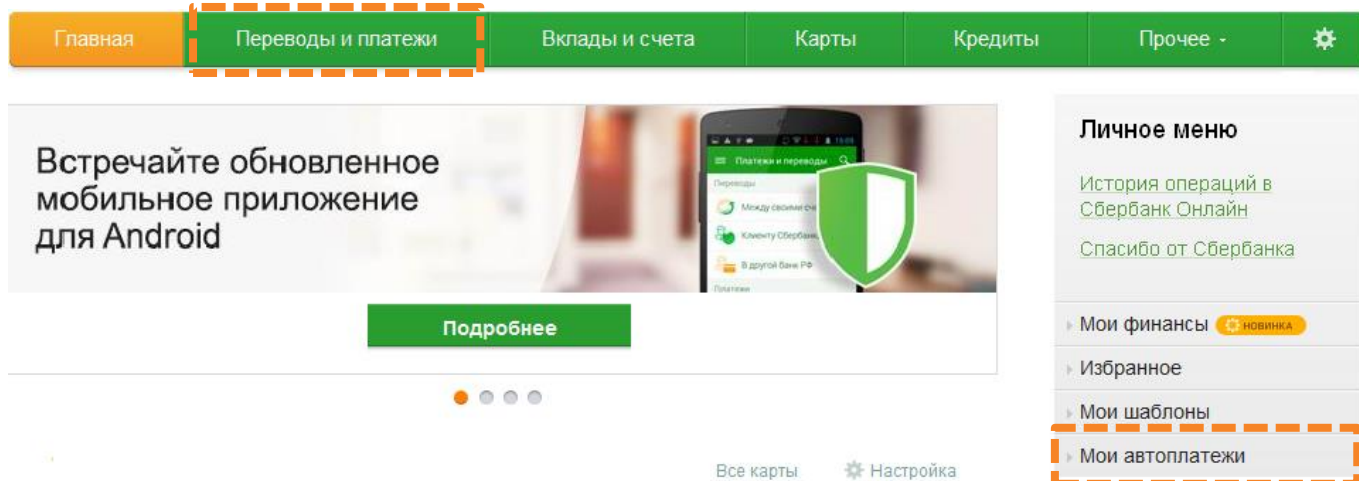 Главная Переводы и платежи Вклады и счета Карты Кредиты Прочее -
Встречайте обновленное
мобильное приложение
для Android
Платежи и переводы
Переводы
Между своими сч
Клиенту Сбербанк
В другой банк РФ
Платежи
Подробнее
Личное меню
История операций в
Сбербанк Онлайн
Спасибо от Сбербанка
Мои финансы НОВИНКА
Избранное
Мои шаблоны
Мои автоплатежи
Все карты Настройка